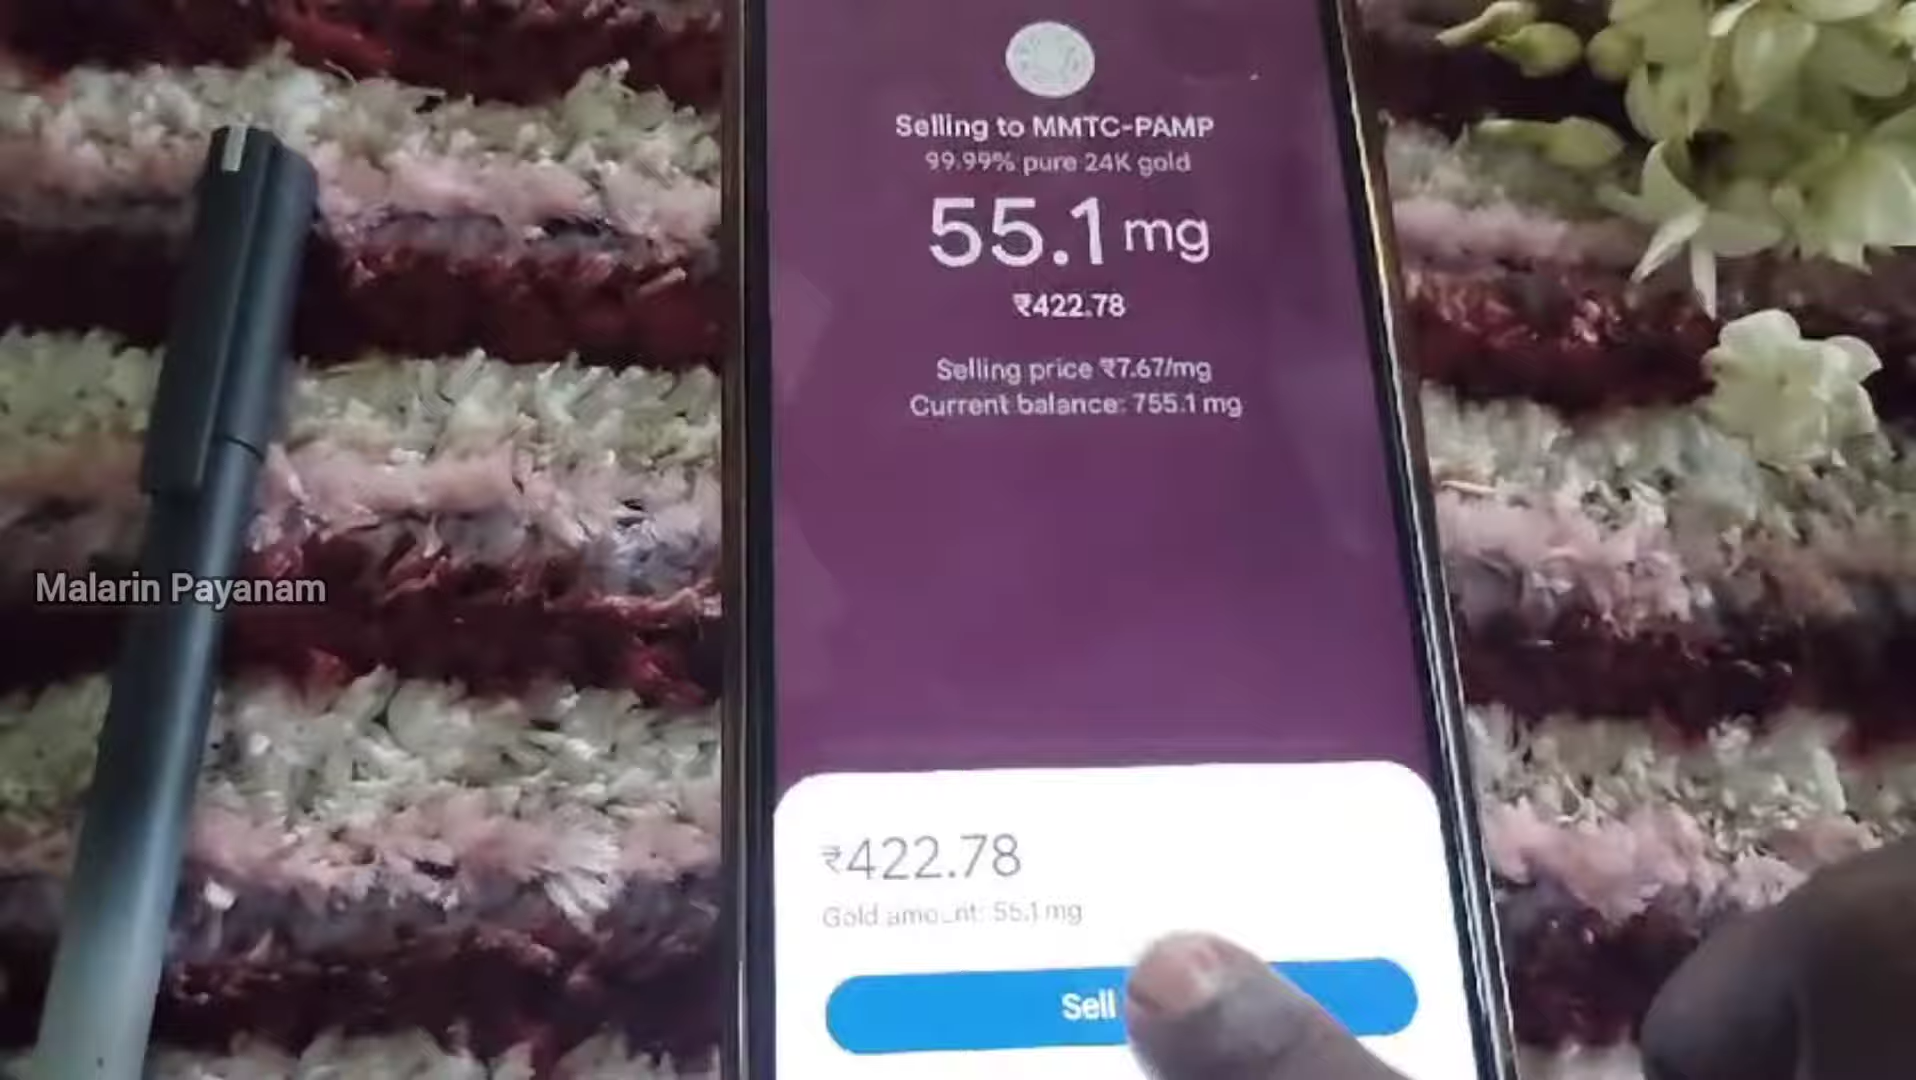 Selling to MMTC-PAMP
99.99% pure 24K gold
55.1 mg
₹422.78
Selling price ₹7.67/mg
Current balance: 755.1 mg
Malarin Payanam
₹422.78
Gold amount: 55.1 mg
Sell